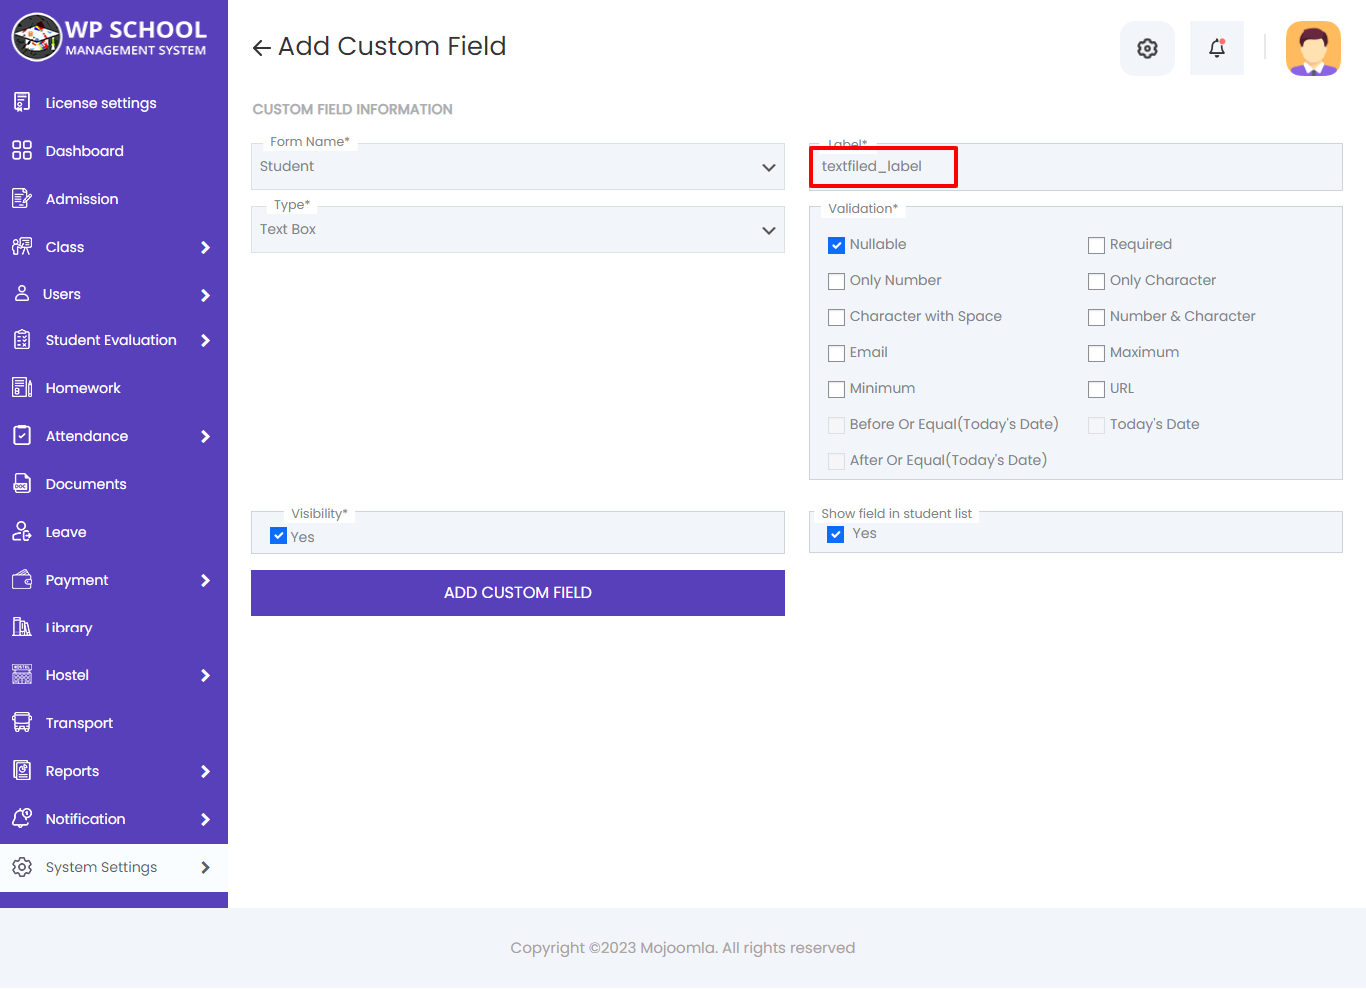 WP SCHOOL
MANAGEMENT SYSTEM
License settings
Dashboard
Admission
Class
Users
Student Evaluation
Homework
Attendance
Documents
Leave
Payment
Library
Hostel
Transport
Reports
Notification
System Settings
Add Custom Field
CUSTOM FIELD INFORMATION
Form Name*
Student
Label*
textfiled_label
Type*
Text Box
Validation*
Nullable
Required
Only Number
Only Character
Character with Space
Number & Character
Email
Maximum
Minimum
URL
Before Or Equal(Today's Date)
Today's Date
After Or Equal(Today's Date)
Visibility*
Yes
Show field in student list
Yes
ADD CUSTOM FIELD
Copyright ©2023 Mojoomla. All rights reserved